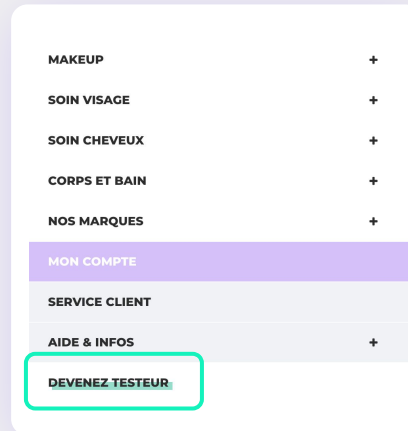 MAKEUP +
SOIN VISAGE +
SOIN CHEVEUX +
CORPS ET BAIN +
NOS MARQUES +
MON COMPTE
SERVICE CLIENT
AIDE & INFOS +
DEVENEZ TESTEUR